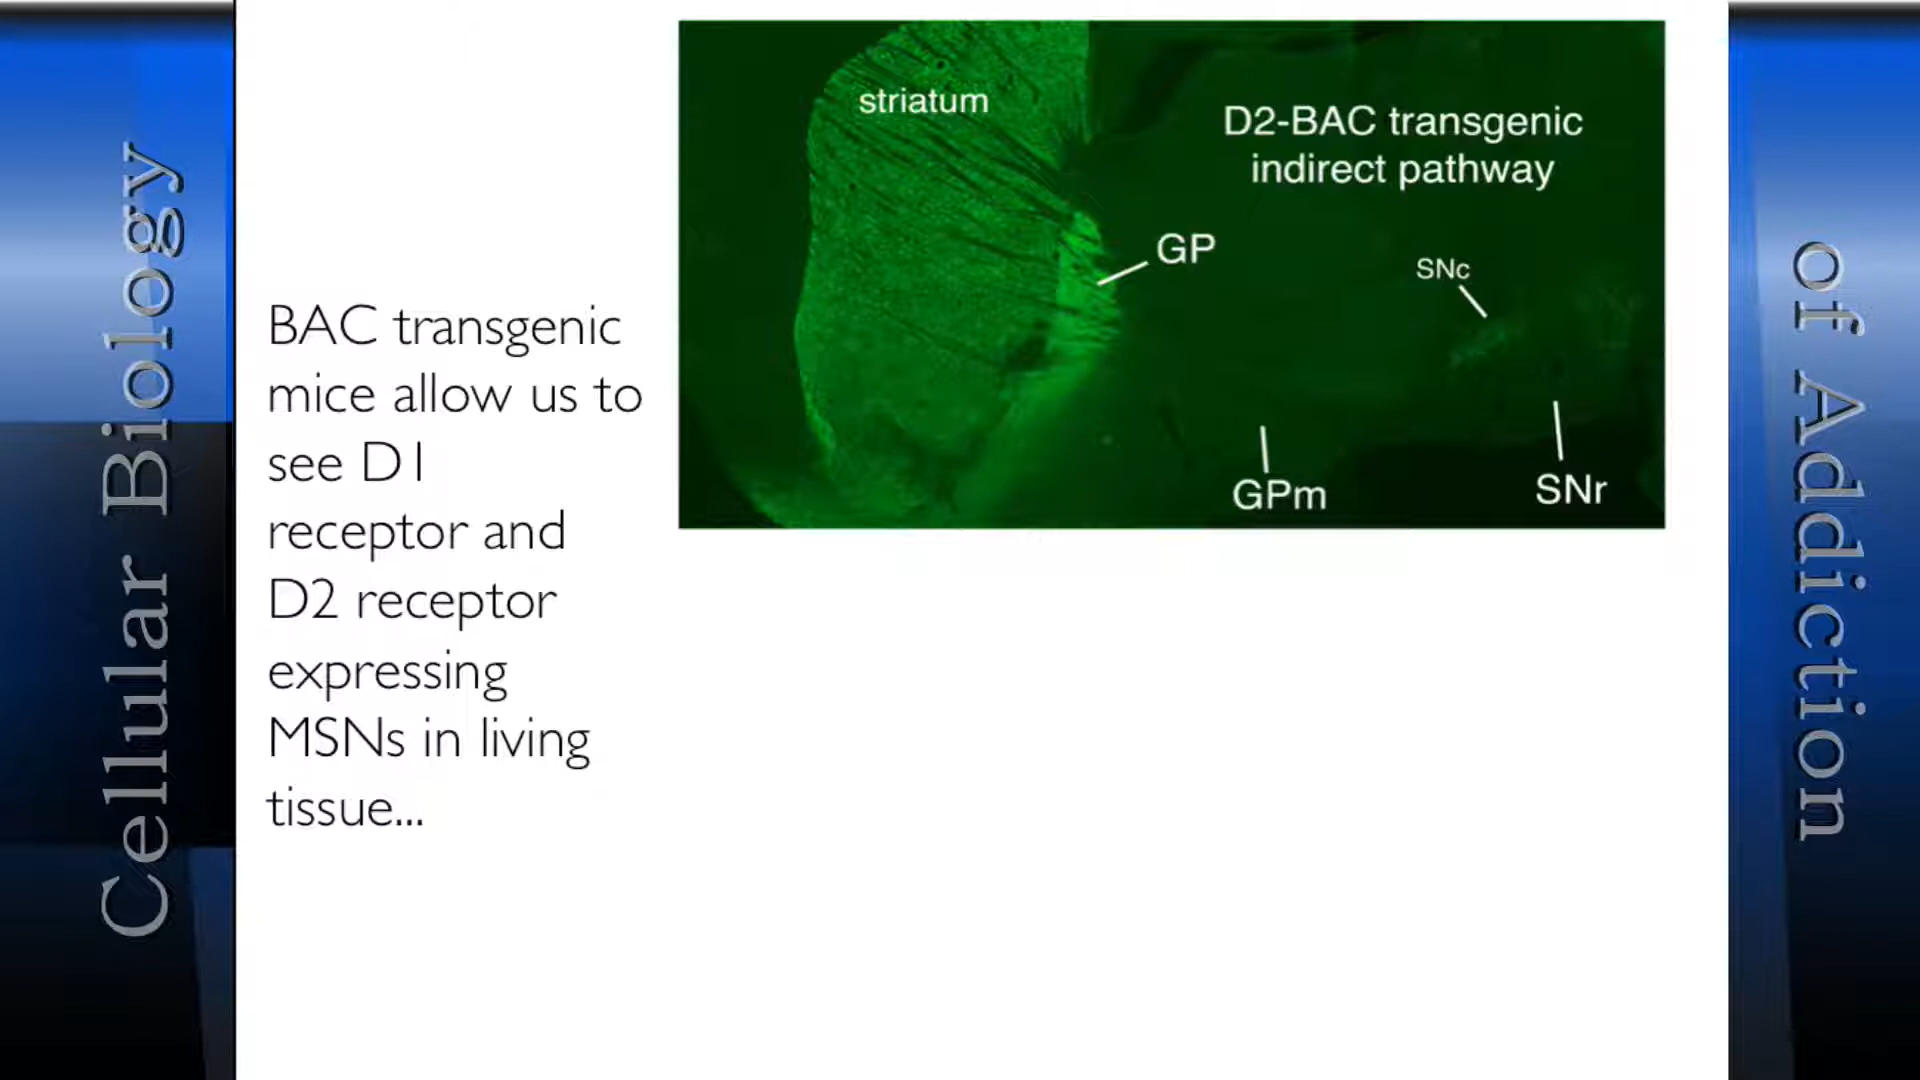 Cellular Biology
BAC transgenic
mice allow us to
see D1
receptor and
D2 receptor
expressing
MSNs in living
tissue...
striatum
D2-BAC transgenic
indirect pathway
GP
SNc
GPm
SNr
of Addiction